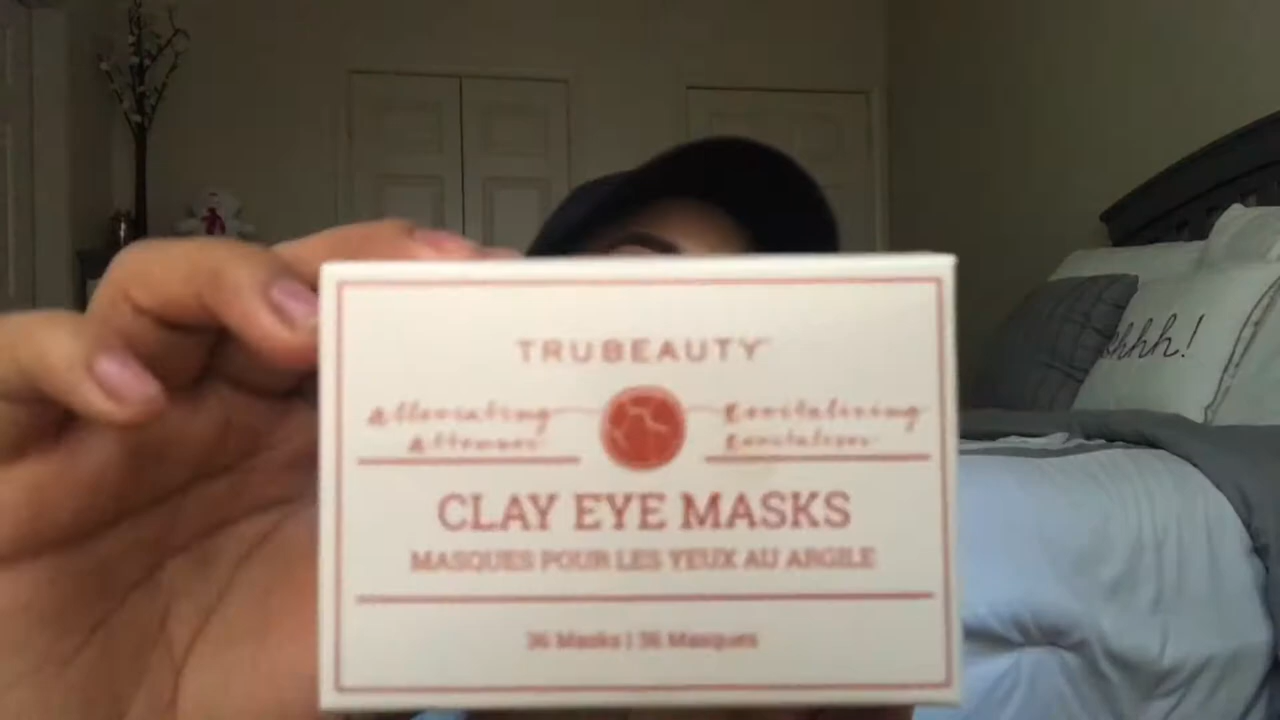 TRUBEAUTY
Alleviating
Revitalizing
CLAY EYE MASKS
MASQUES POUR LES YEUX AU ARGILE
36 Masks | 36 Masques
hhh!